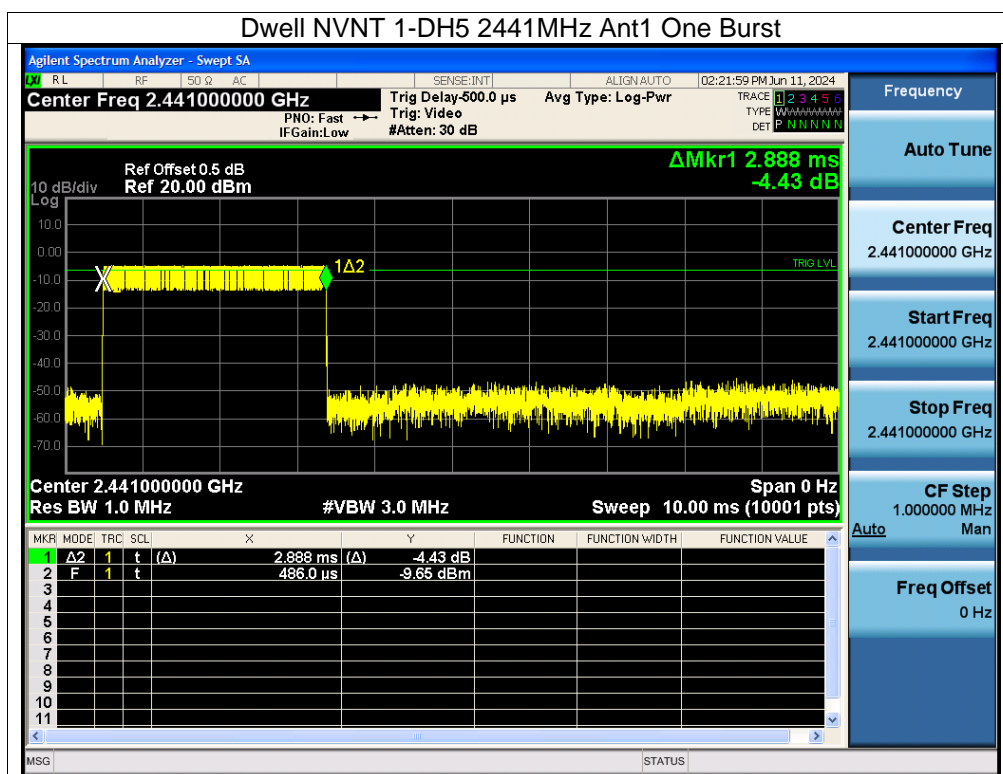 Dwell NVNT 1-DH5 2441MHz Ant1 One Burst
Agilent Spectrum Analyzer - Swept SA
LXI RL RF 50 Ω AC SENSE:INT ALIGN AUTO 02:21:59 PM Jun 11, 2024
Center Freq 2.441000000 GHz Trig Delay-500.0 µs Avg Type: Log-Pwr TRACE 1 2 3 4 5 6
PNO: Fast Trig: Video TYPE WWWWWW
IFGain:Low #Atten: 30 dB DET P N N N N N
Frequency
Auto Tune
Center Freq
2.441000000 GHz
Start Freq
2.441000000 GHz
Stop Freq
2.441000000 GHz
CF Step
1.000000 MHz
Auto Man
Freq Offset
0 Hz
ΔMkr1 2.888 ms
-4.43 dB
Ref Offset 0.5 dB
10 dB/div Ref 20.00 dBm
Log
10.0
0.00
-10.0
-20.0
-30.0
-40.0
-50.0
-60.0
-70.0
X
1Δ2
TRIG LVL
Center 2.441000000 GHz Span 0 Hz
Res BW 1.0 MHz #VBW 3.0 MHz Sweep 10.00 ms (10001 pts)
MKR MODE TRC SCL X Y FUNCTION FUNCTION WIDTH FUNCTION VALUE
1 Δ2 1 t (Δ) 2.888 ms (Δ) -4.43 dB
2 F 1 t 486.0 µs -9.65 dBm
3
4
5
6
7
8
9
10
11
MSG STATUS